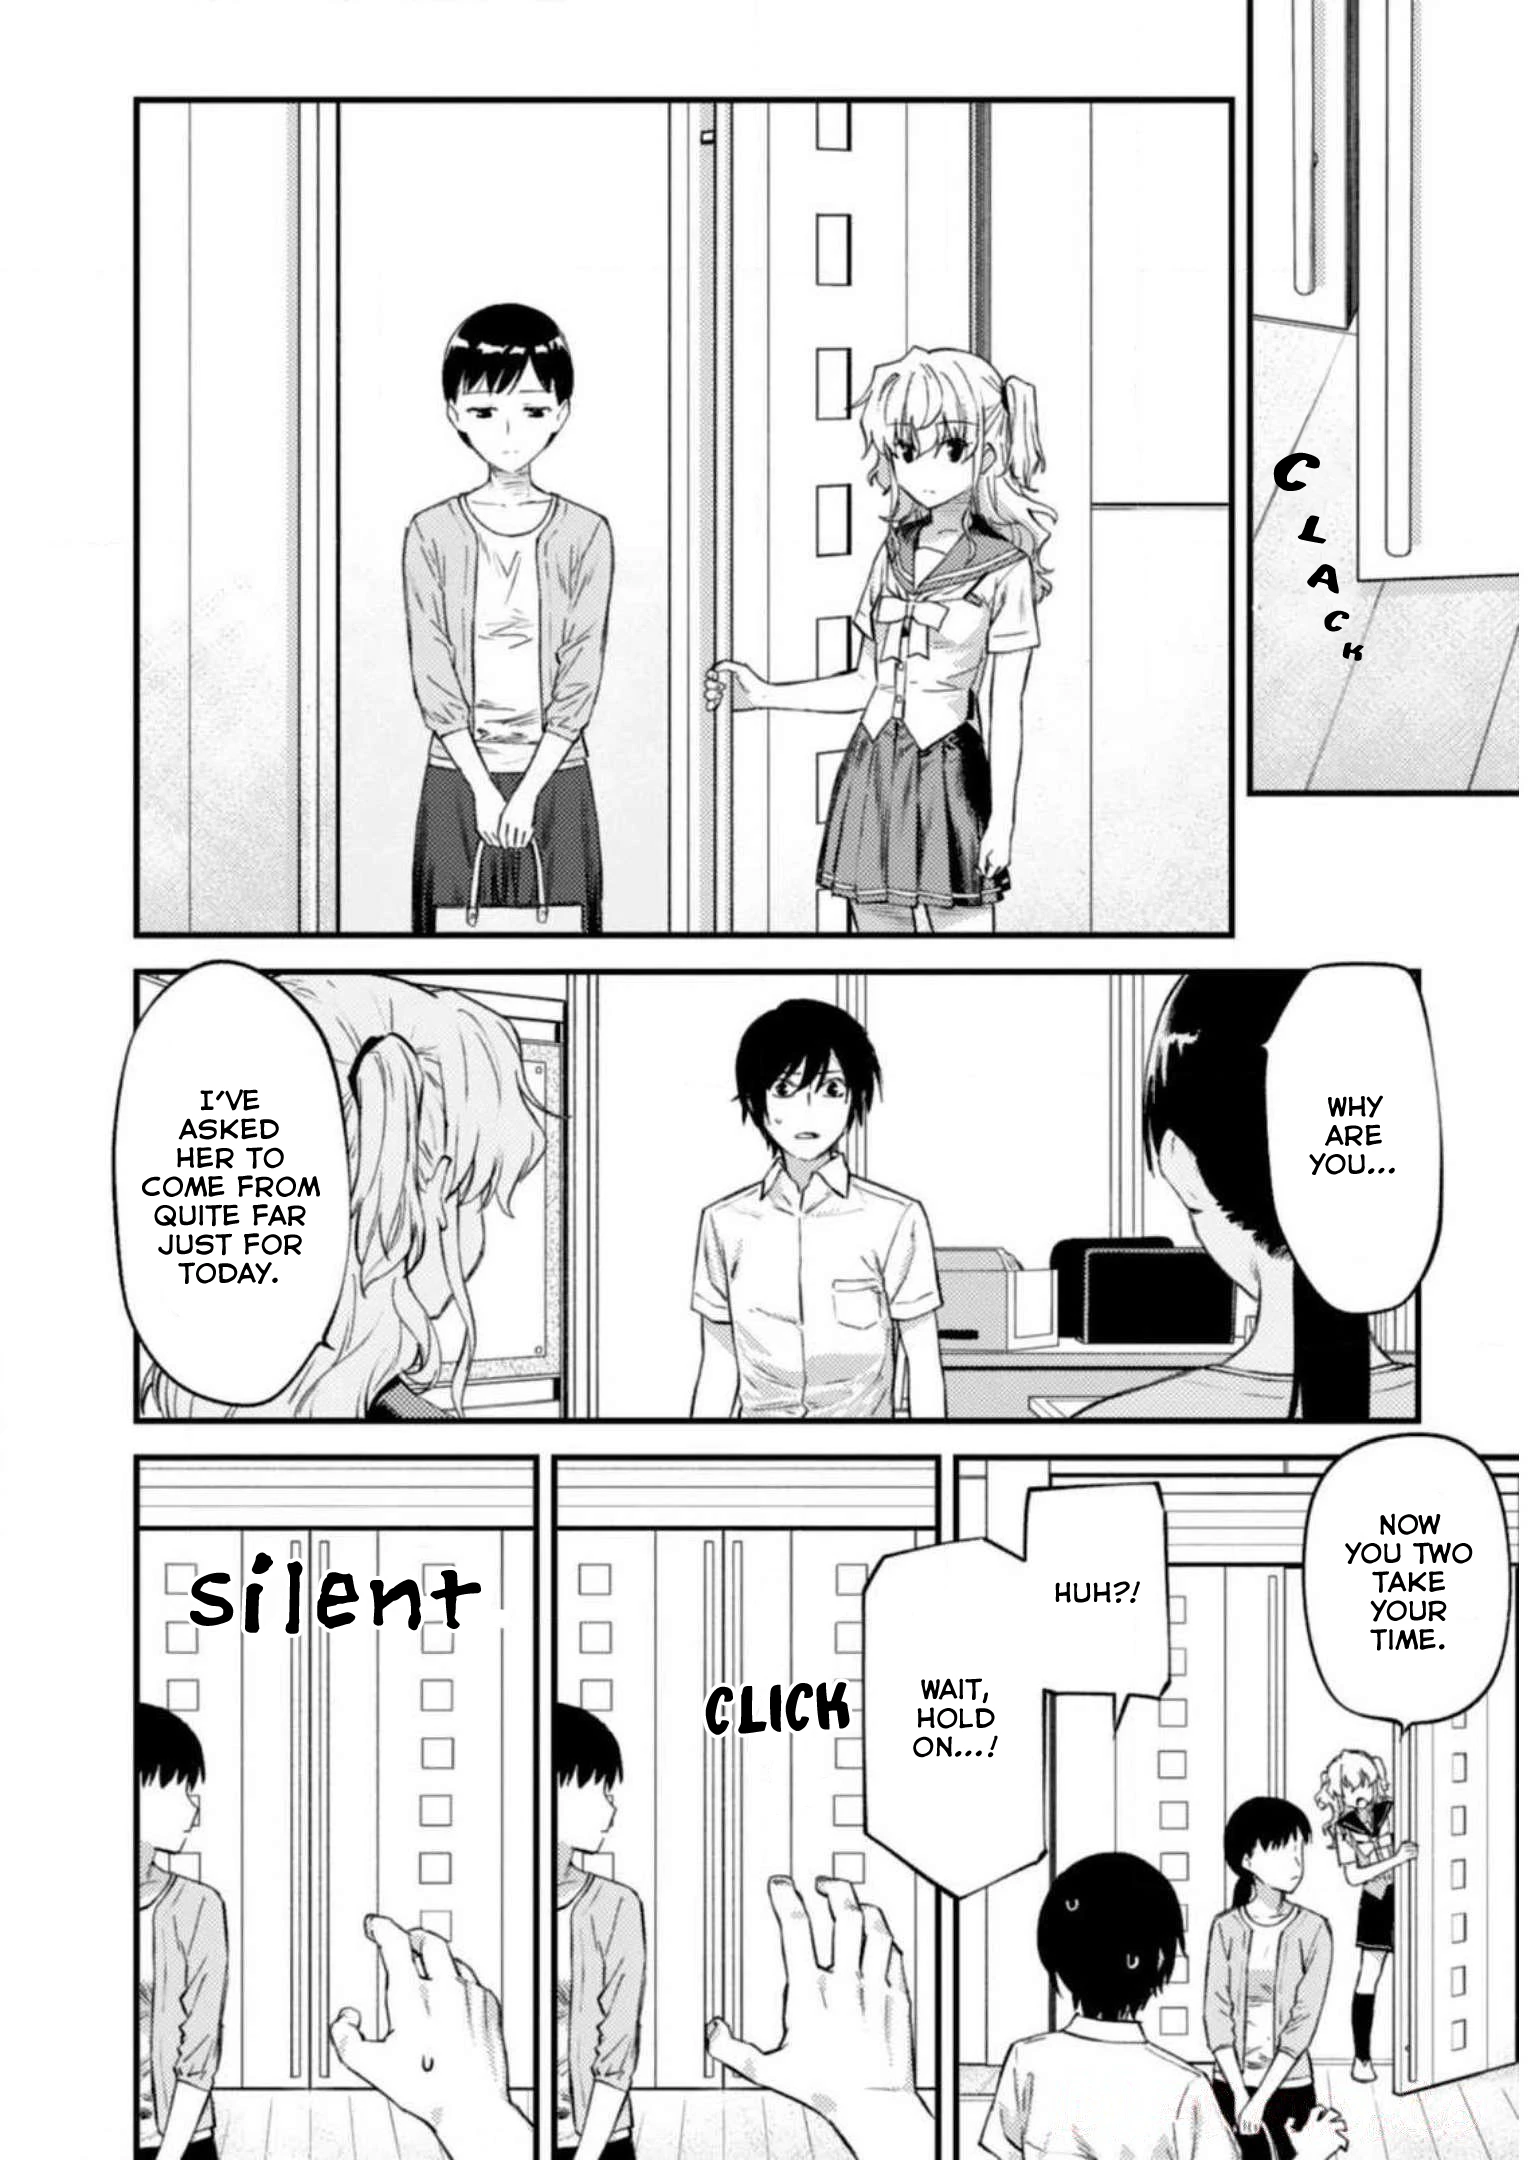 CLACK
WHY
ARE
YOU...
I'VE
ASKED
HER TO
COME FROM
QUITE FAR
JUST FOR
TODAY.
NOW
YOU TWO
TAKE
YOUR
TIME.
HUH?!
WAIT,
HOLD
ON...!
CLICK
silent